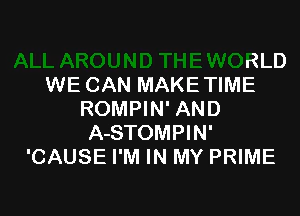 ALL AROUND THE WORLD
WE CAN MAKE TIME
ROMPIN' AND
A-STOMPIN'
'CAUSE I'M IN MY PRIME